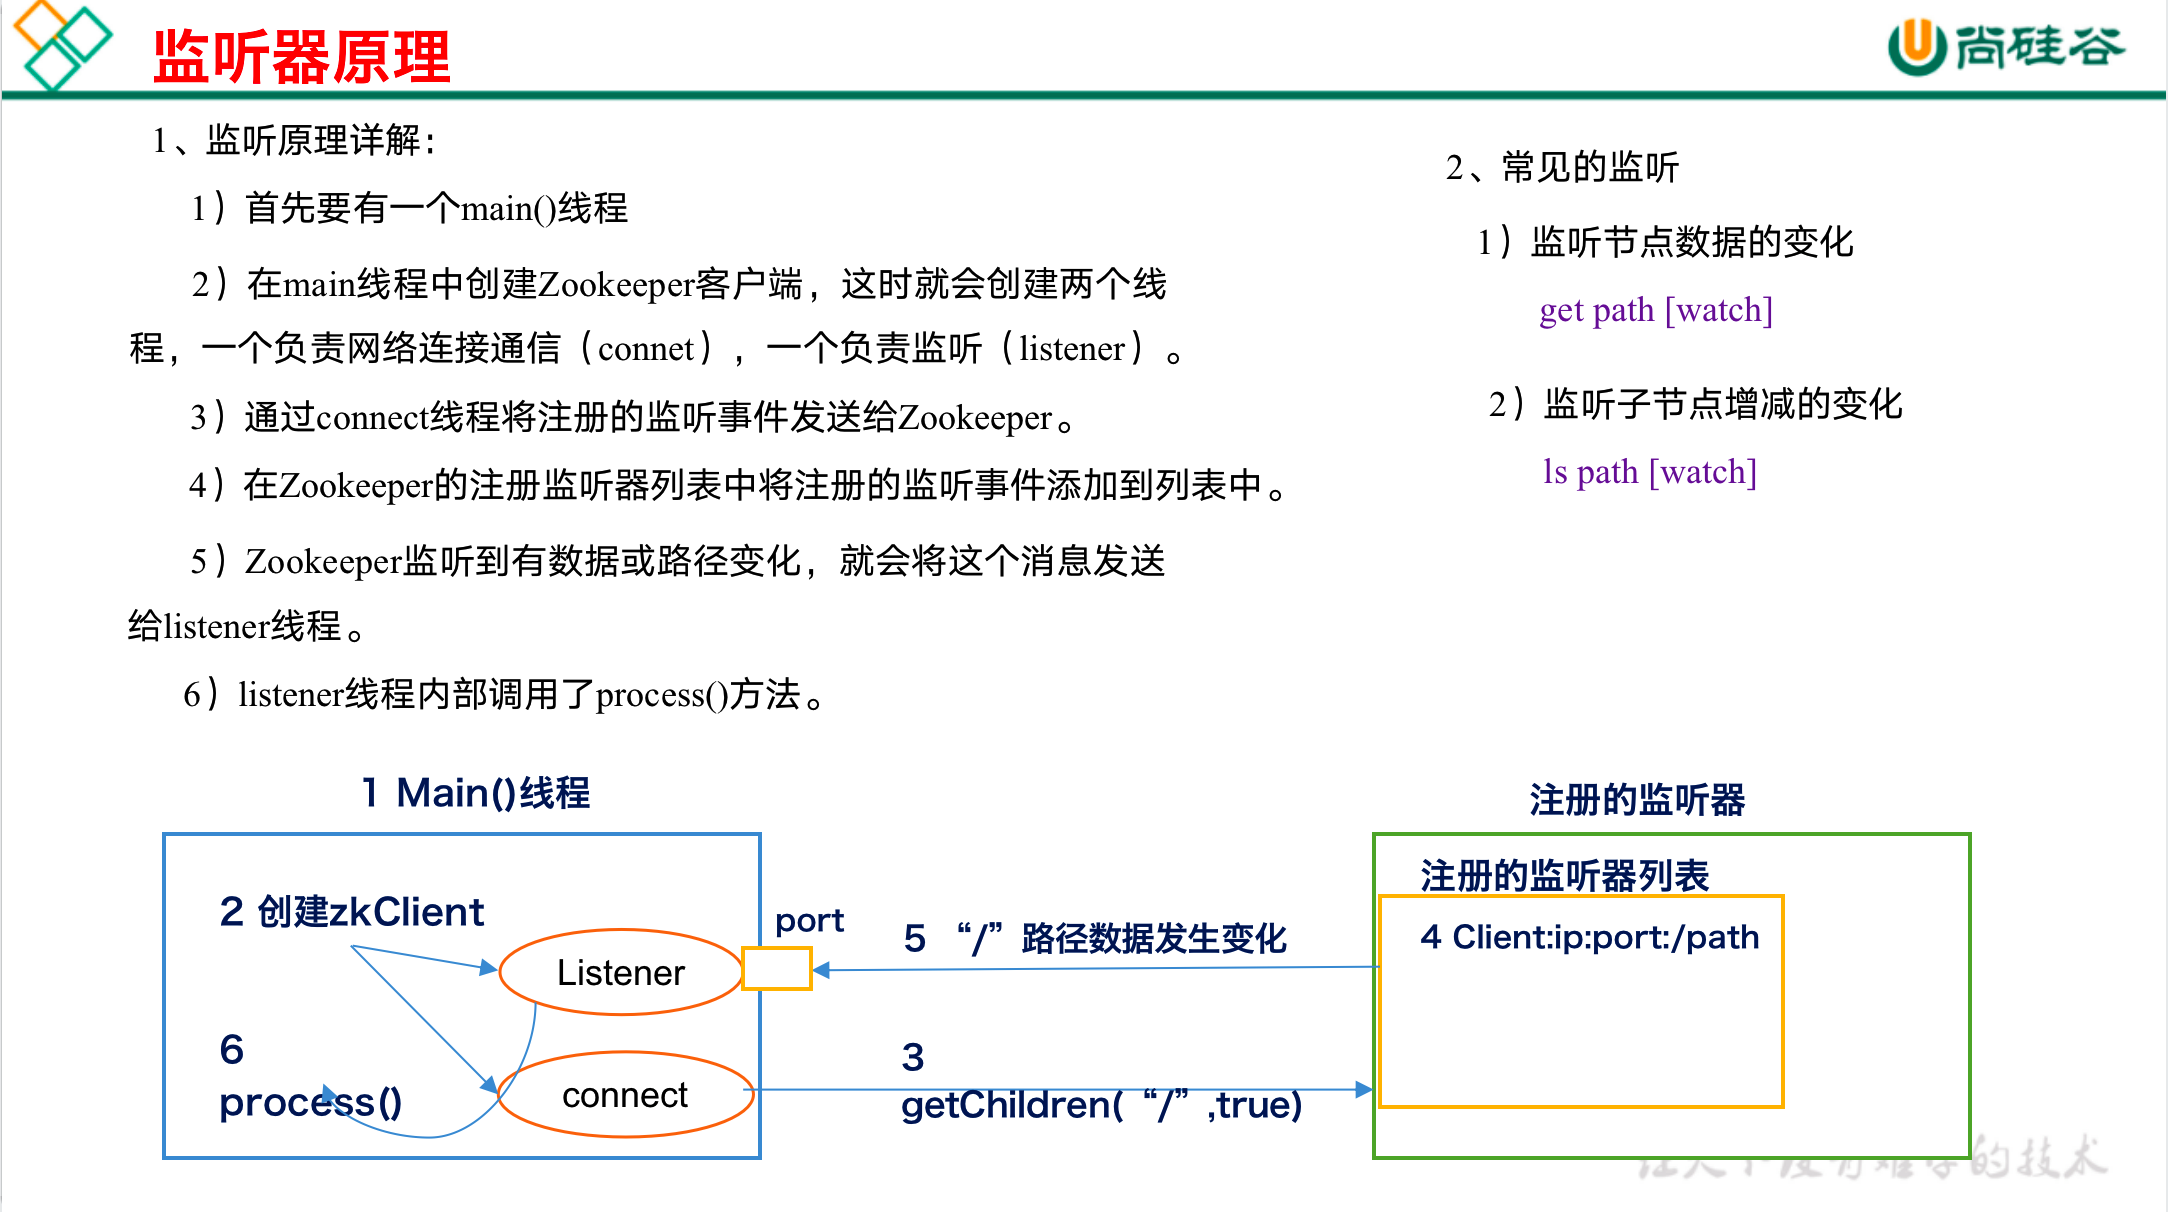 监听器原理
尚硅谷
1、监听原理详解：
1）首先要有一个main()线程
2）在main线程中创建Zookeeper客户端，这时就会创建两个线
程，一个负责网络连接通信（connet），一个负责监听（listener）。
3）通过connect线程将注册的监听事件发送给Zookeeper。
4）在Zookeeper的注册监听器列表中将注册的监听事件添加到列表中。
5）Zookeeper监听到有数据或路径变化，就会将这个消息发送
给listener线程。
6）listener线程内部调用了process()方法。
2、常见的监听
1）监听节点数据的变化
get path [watch]
2）监听子节点增减的变化
ls path [watch]
1 Main()线程
2 创建zkClient
Listener
port
connect
6
process()
5 “/”路径数据发生变化
3
getChildren(“/”,true)
注册的监听器
注册的监听器列表
4 Client:ip:port:/path
的技术